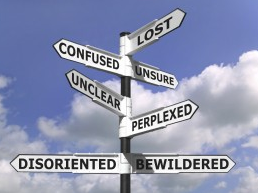 LOST
CONFUSED
UNSURE
UNCLEAR
PERPLEXED
DISORIENTED
BEWILDERED